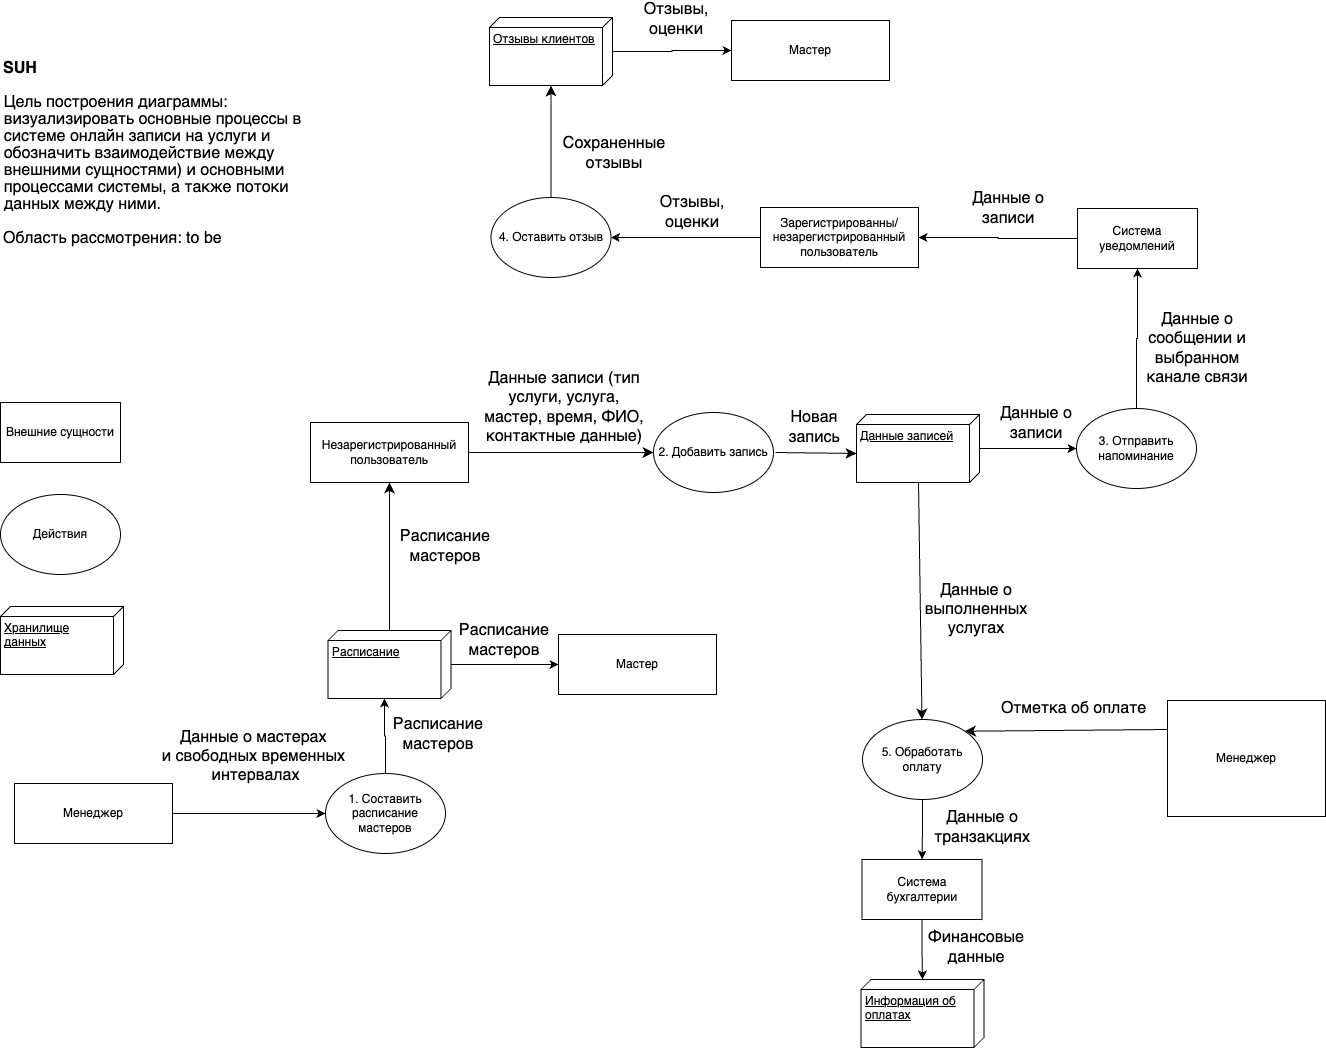 SUH
Цель построения диаграммы:
визуализировать основные процессы в
системе онлайн записи на услуги и
обозначить взаимодействие между
внешними сущностями) и основными
процессами системы, а также потоки
данных между ними.
Область рассмотрения: to be
Отзывы клиентов
Отзывы,
оценки
Мастер
Сохраненные
отзывы
4. Оставить отзыв
Отзывы,
оценки
Зарегистрированны/
незарегистрированный
пользователь
Данные о
записи
Система
уведомлений
Данные о
сообщении и
выбранном
канале связи
Внешние сущности
Действия
Хранилище
данных
Незарегистрированный
пользователь
Данные записи (тип
услуги, услуга,
мастер, время, ФИО,
контактные данные)
2. Добавить запись
Новая
запись
Данные записей
Данные о
записи
3. Отправить
напоминание
Расписание
мастеров
Расписание
Расписание
мастеров
Мастер
Данные о
выполненных
услугах
Расписание
мастеров
Данные о мастерах
и свободных временных
интервалах
Менеджер
1. Составить
расписание
мастеров
5. Обработать
оплату
Отметка об оплате
Менеджер
Данные о
транзакциях
Система
бухгалтерии
Финансовые
данные
Информация об
оплатах